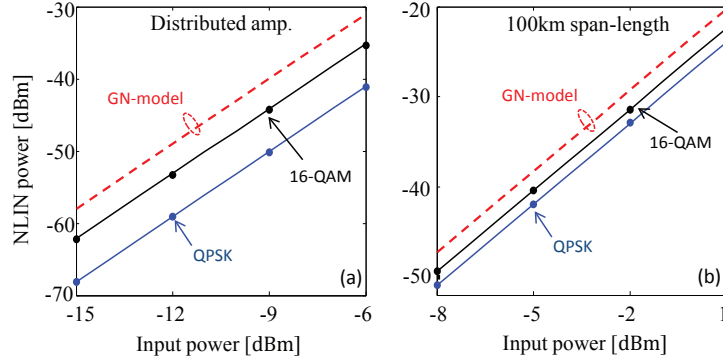 Distributed amp.
100km span-length
NLIN power [dBm]
-30
-40
-50
-60
-70
GN-model
16-QAM
QPSK
(a)
-15
-12
-9
-6
Input power [dBm]
-20
-30
-40
-50
GN-model
16-QAM
QPSK
(b)
-8
-5
-2
1
Input power [dBm]